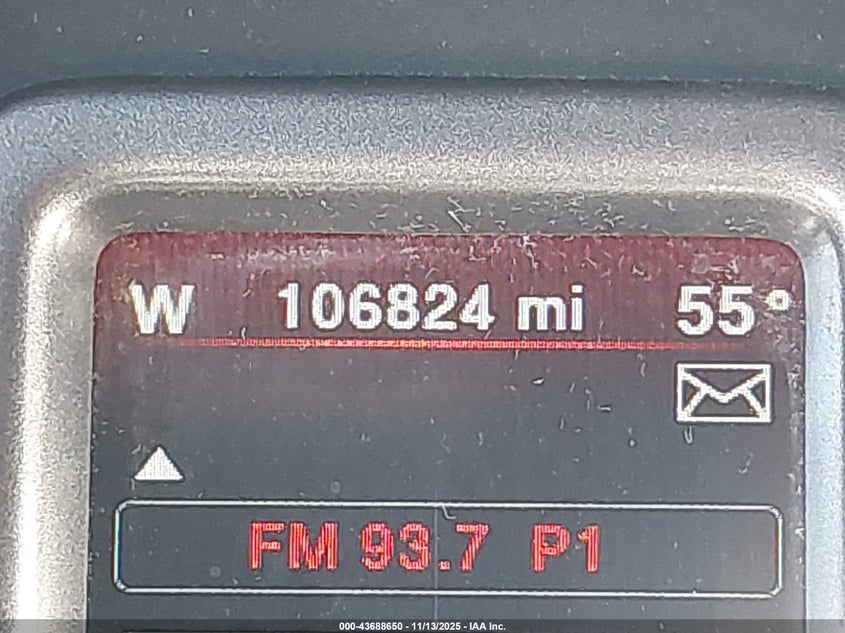 W 106824 mi 55°
FM 93.7 P1
000-43688650 - 11/13/2025 - IAA Inc.